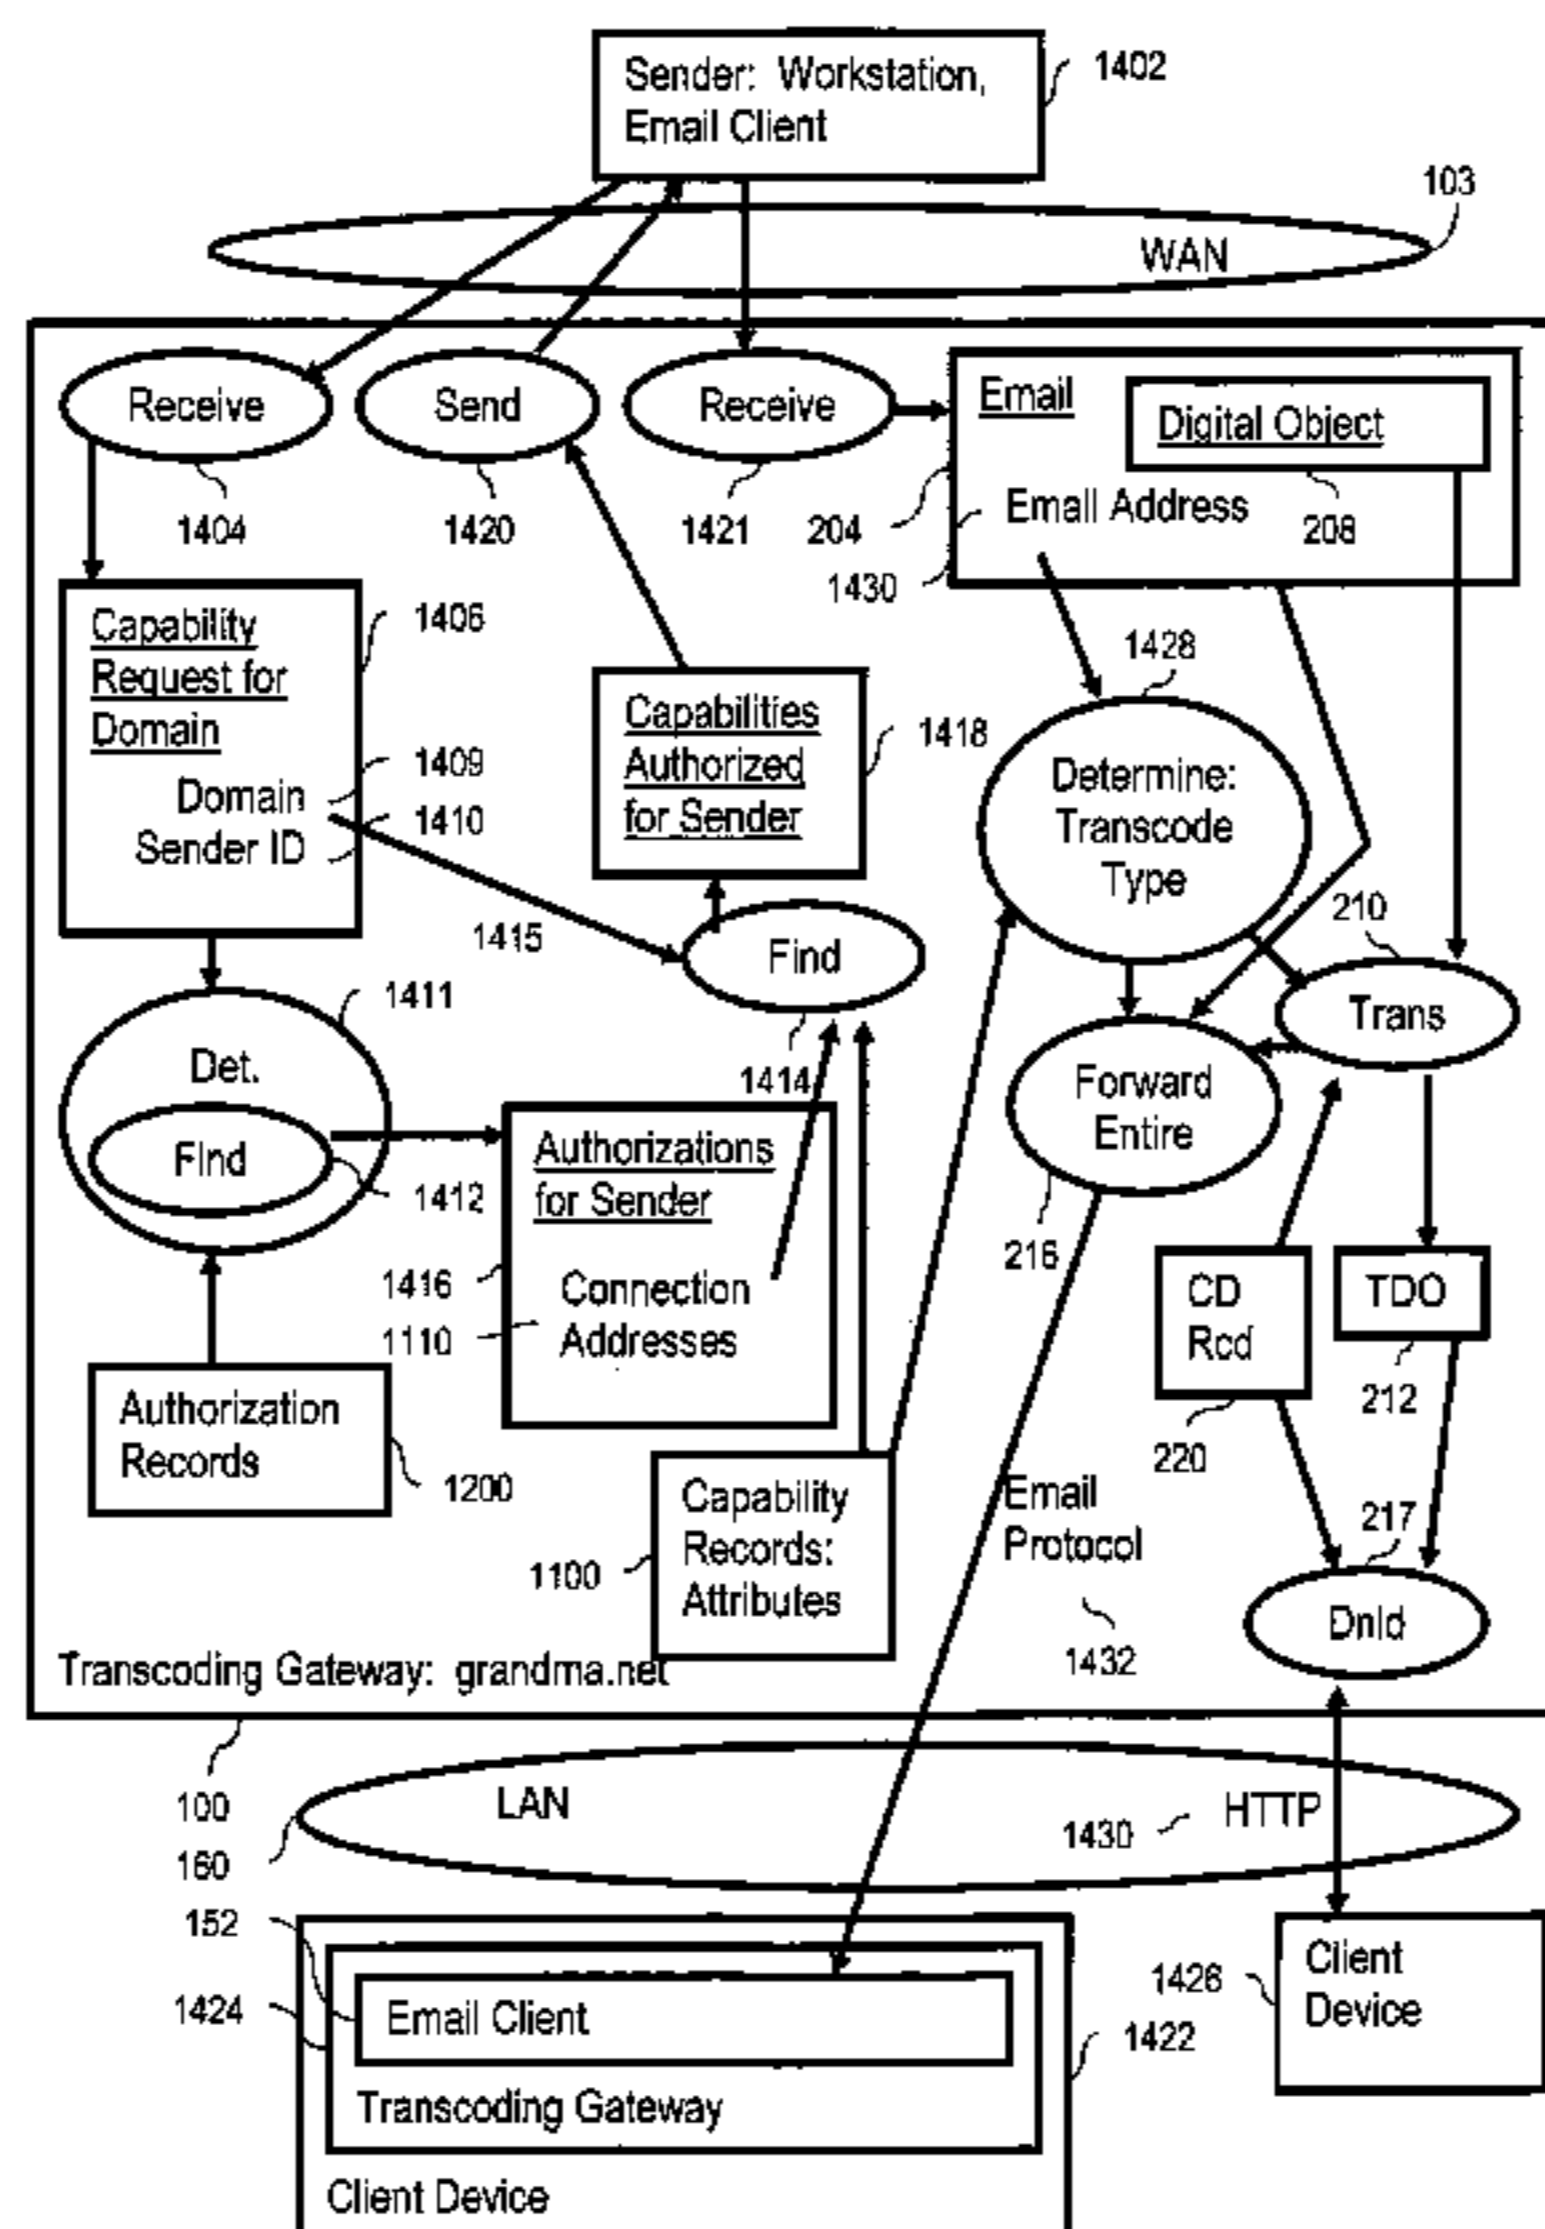 Sender: Workstation,
Email Client
1402
103
WAN
Receive
Send
Receive
Email
Digital Object
Email Address
1404
1420
1421
204
208
1430
Capability
Request for
Domain
1406
Domain
1409
Sender ID
1410
Capabilities
Authorized
for Sender
1418
1428
Determine:
Transcode
Type
1415
Find
210
Trans
1411
Det.
Find
1412
1414
Authorizations
for Sender
Connection
Addresses
1416
1110
Forward
Entire
216
CD
Rcd
TDO
212
220
Authorization
Records
1200
Capability
Records:
Attributes
1100
Email
Protocol
1432
217
Dnld
Transcoding Gateway: grandma.net
100
LAN
1430
HTTP
160
152
Email Client
1424
Transcoding Gateway
1422
Client Device
1426
Client
Device